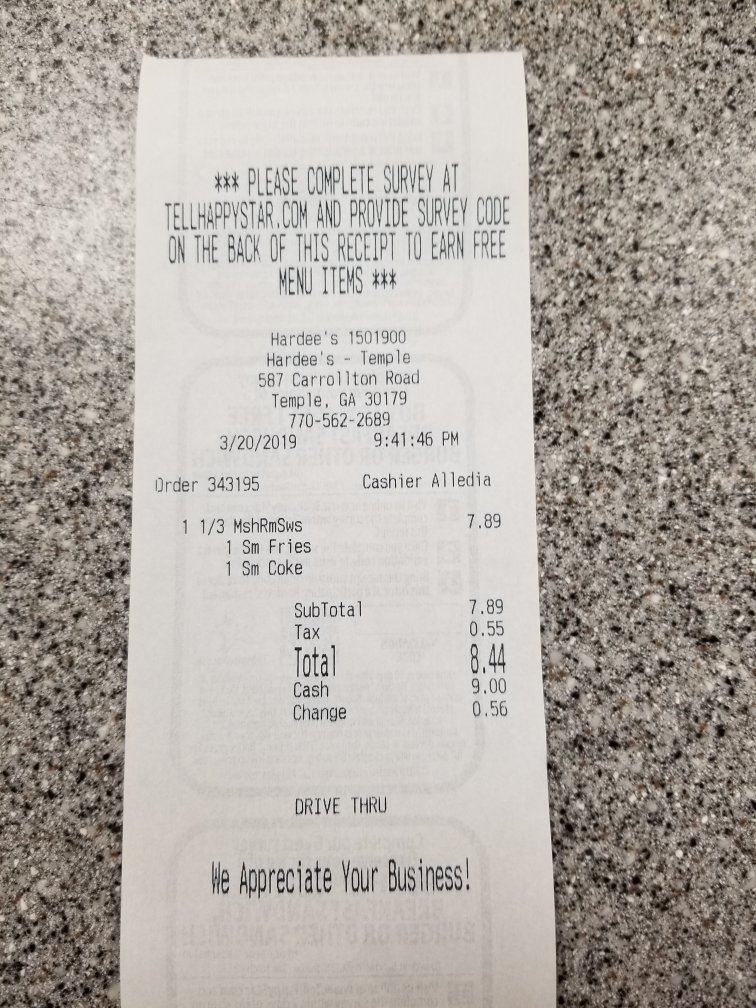 *** PLEASE COMPLETE SURVEY AT
TELLHAPPYSTAR.COM AND PROVIDE SURVEY CODE
ON THE BACK OF THIS RECEIPT TO EARN FREE
MENU ITEMS ***
Hardee's 1501900
Hardee's - Temple
587 Carrollton Road
Temple, GA 30179
770-562-2689
3/20/2019 9:41:46 PM
Order 343195 Cashier Alledia
1 1/3 MshRmSws 7.89
1 Sm Fries
1 Sm Coke
SubTotal 7.89
Tax 0.55
Total 8.44
Cash 9.00
Change 0.56
DRIVE THRU
We Appreciate Your Business!